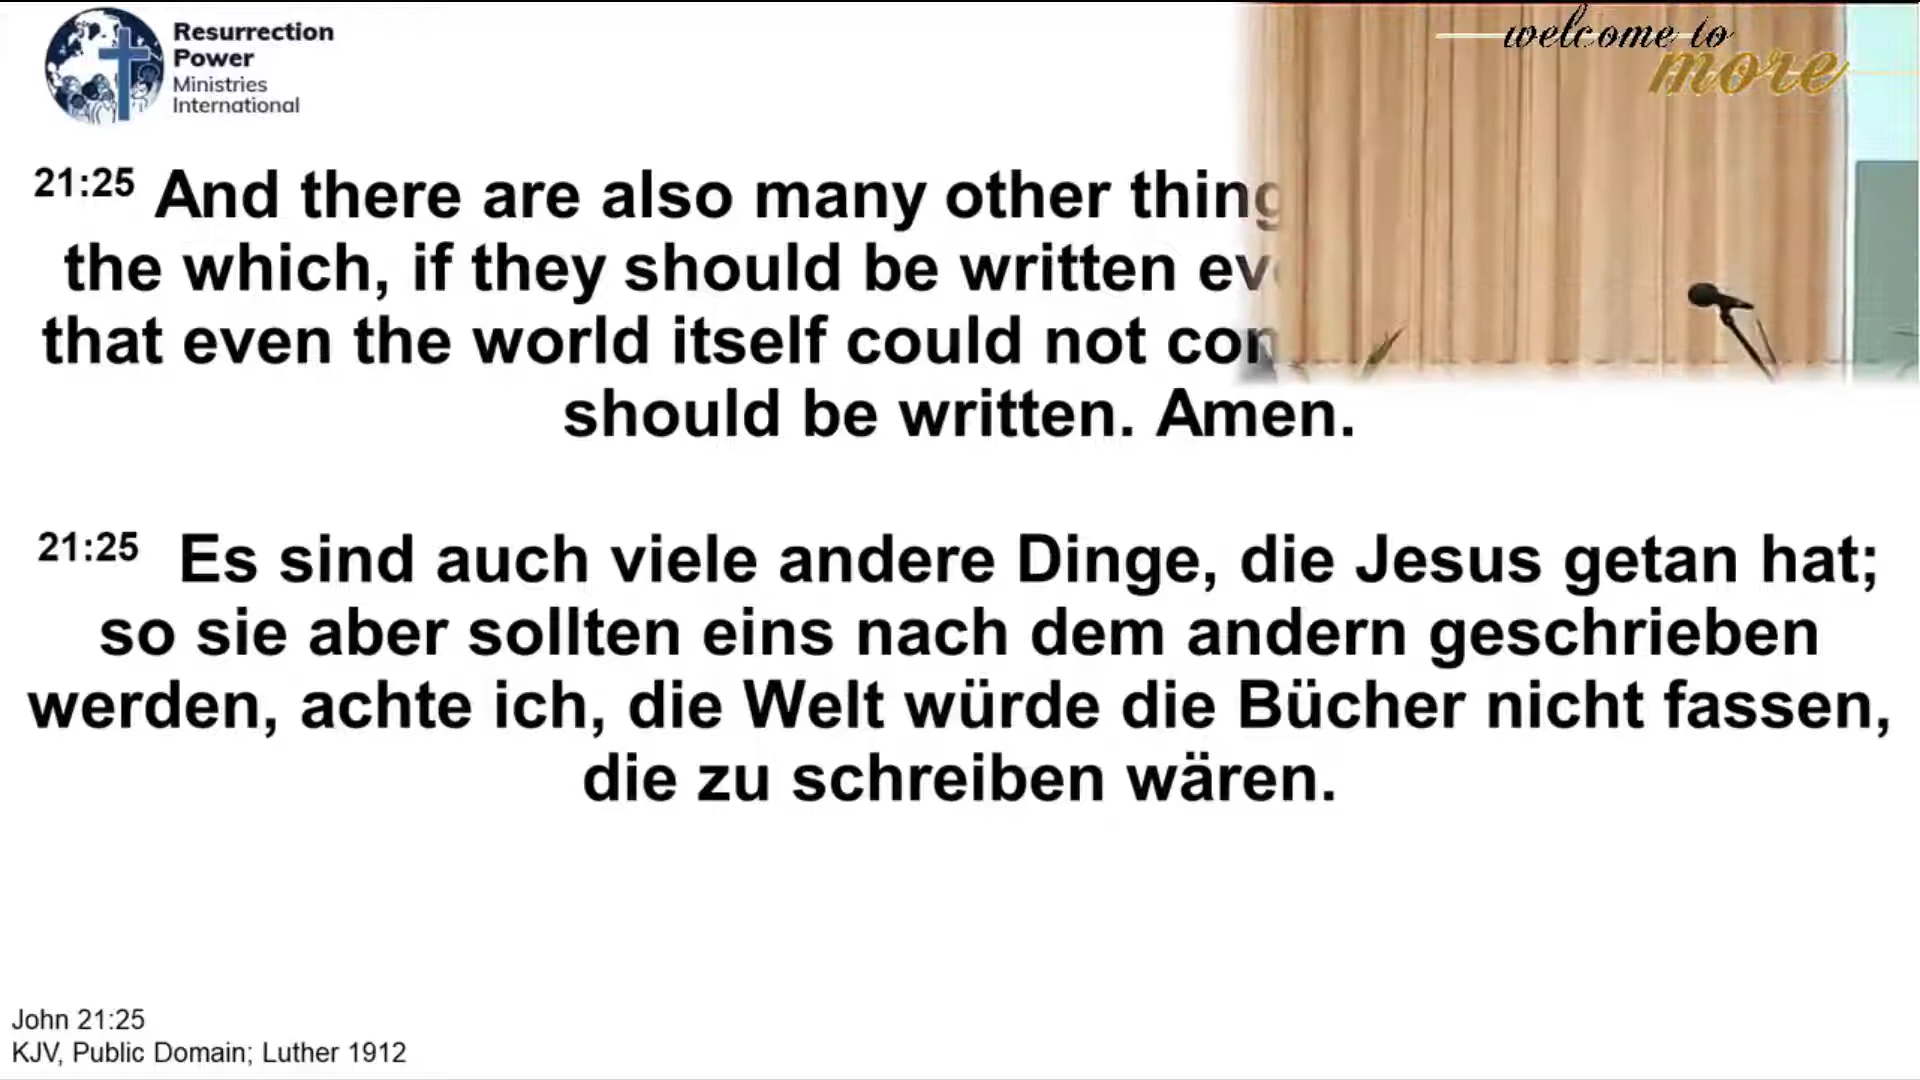 Resurrection
Power
Ministries
International
welcome to
more
21:25 And there are also many other
the which, if they should be written
that even the world itself could not
should be written. Amen.
21:25 Es sind auch viele andere Dinge, die Jesus getan hat;
so sie aber sollten eins nach dem andern geschrieben
werden, achte ich, die Welt würde die Bücher nicht fassen,
die zu schreiben wären.
John 21:25
KJV, Public Domain; Luther 1912